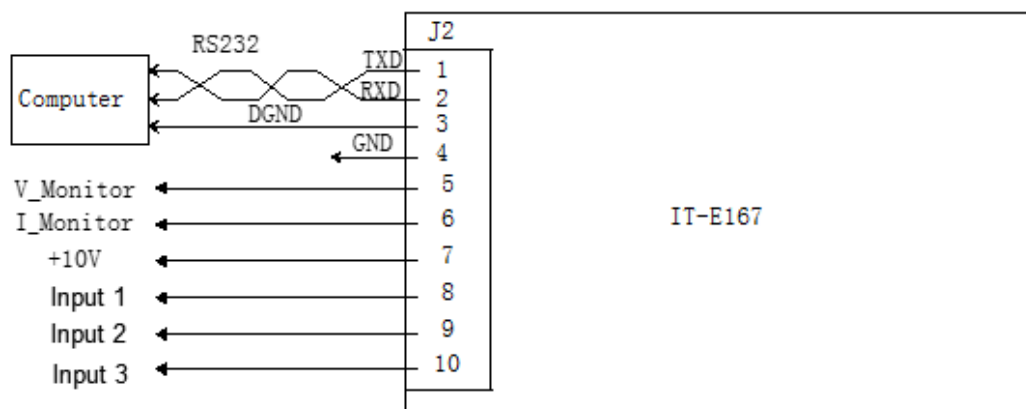 J2
RS232
TXD
1
Computer
RXD
2
DGND
3
GND
4
V_Monitor
5
I_Monitor
6
IT-E167
+10V
7
Input 1
8
Input 2
9
Input 3
10